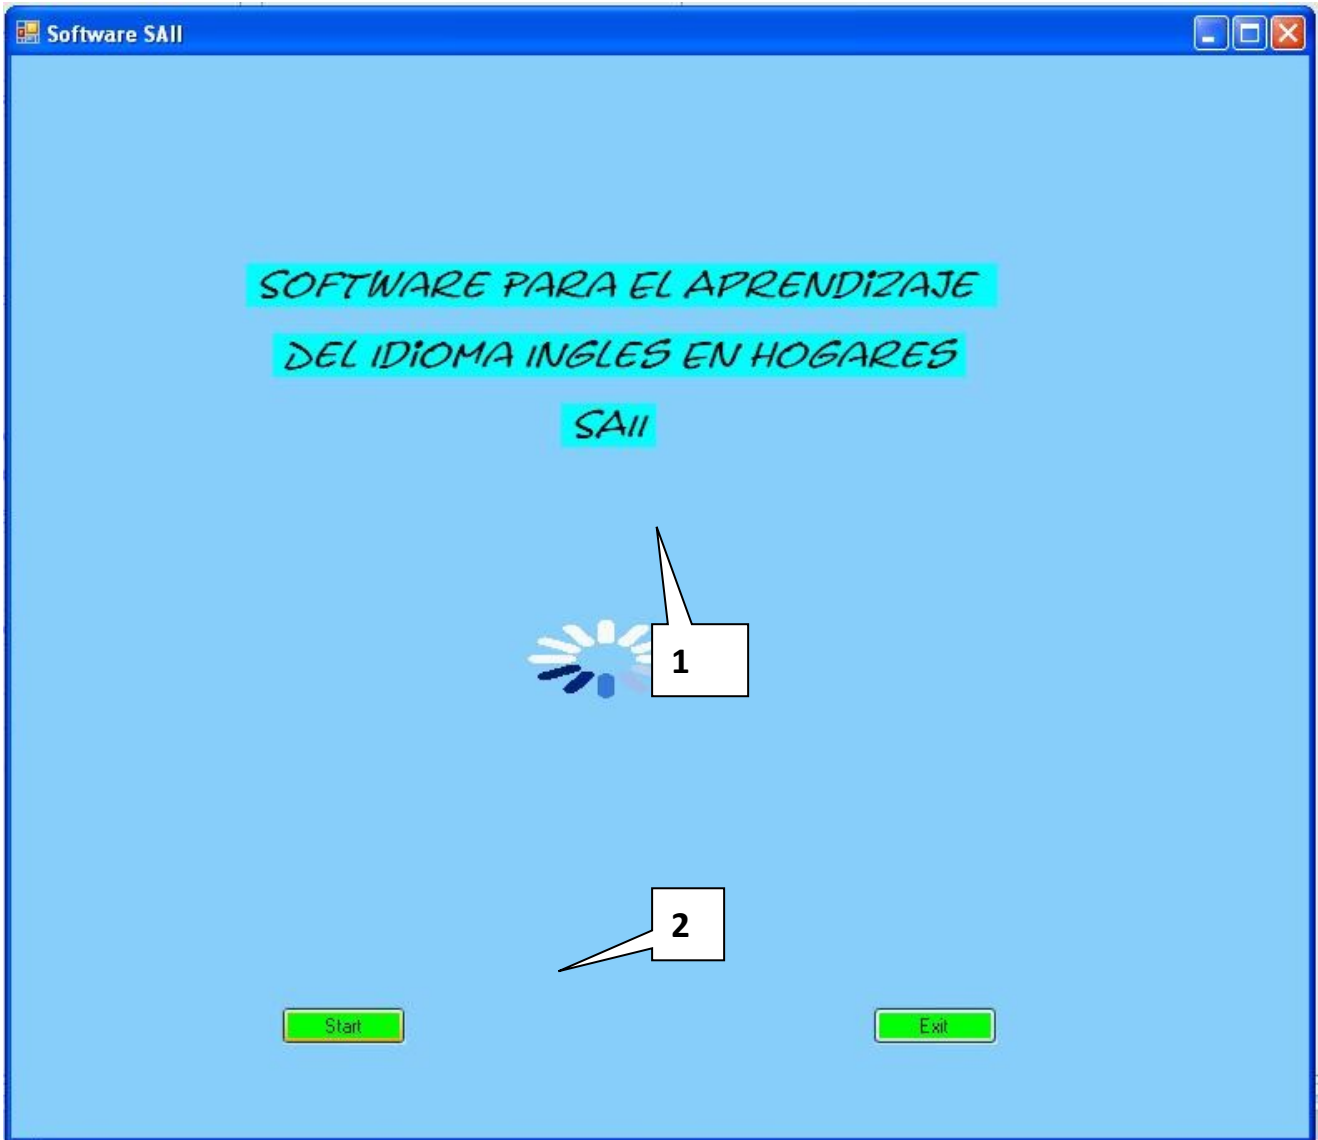 Software SAII
SOFTWARE PARA EL APRENDIZAJE
DEL IDIOMA INGLES EN HOGARES
SAII
1
2
Start
Exit